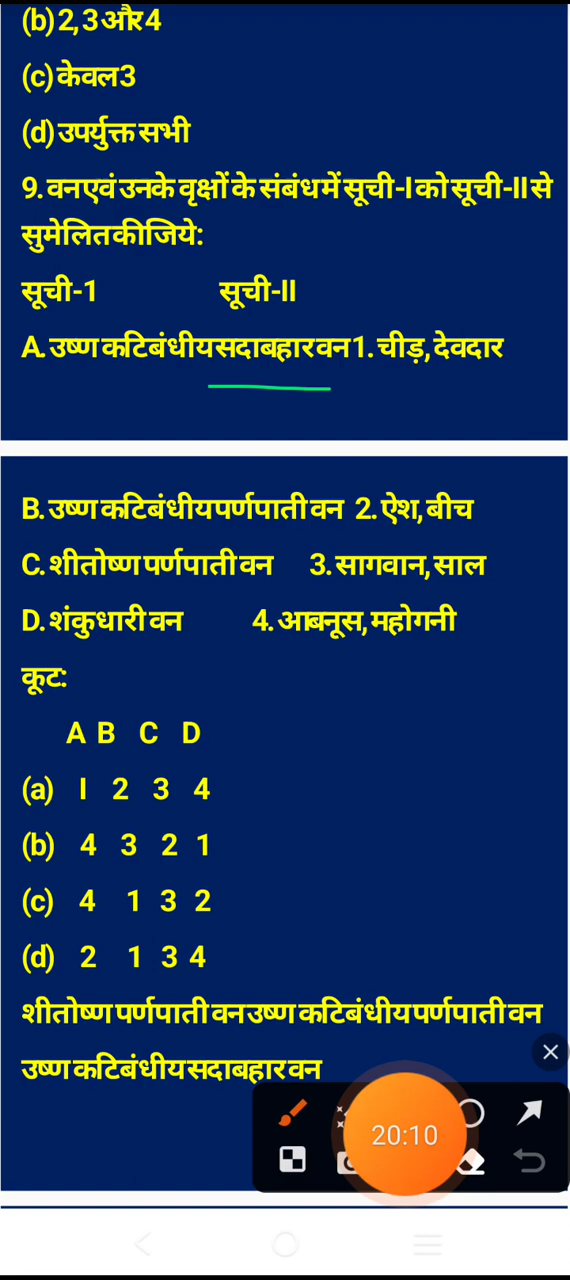 (b) 2, 3 और 4
(c) केवल 3
(d) उपर्युक्त सभी
9. वन एवं उनके वृक्षों के संबंध में सूची-I को सूची-II से
सुमेलित कीजिये:
सूची-1 सूची-II
A. उष्ण कटिबंधीय सदाबहार वन 1. चीड़, देवदार
B. उष्ण कटिबंधीय पर्णपाती वन 2. ऐश, बीच
C. शीतोष्ण पर्णपाती वन 3. सागवान, साल
D. शंकुधारी वन 4. आबनूस, महोगनी
कूट:
A B C D
(a) I 2 3 4
(b) 4 3 2 1
(c) 4 1 3 2
(d) 2 1 3 4
शीतोष्ण पर्णपाती वन उष्ण कटिबंधीय पर्णपाती वन
उष्ण कटिबंधीय सदाबहार वन
20:10